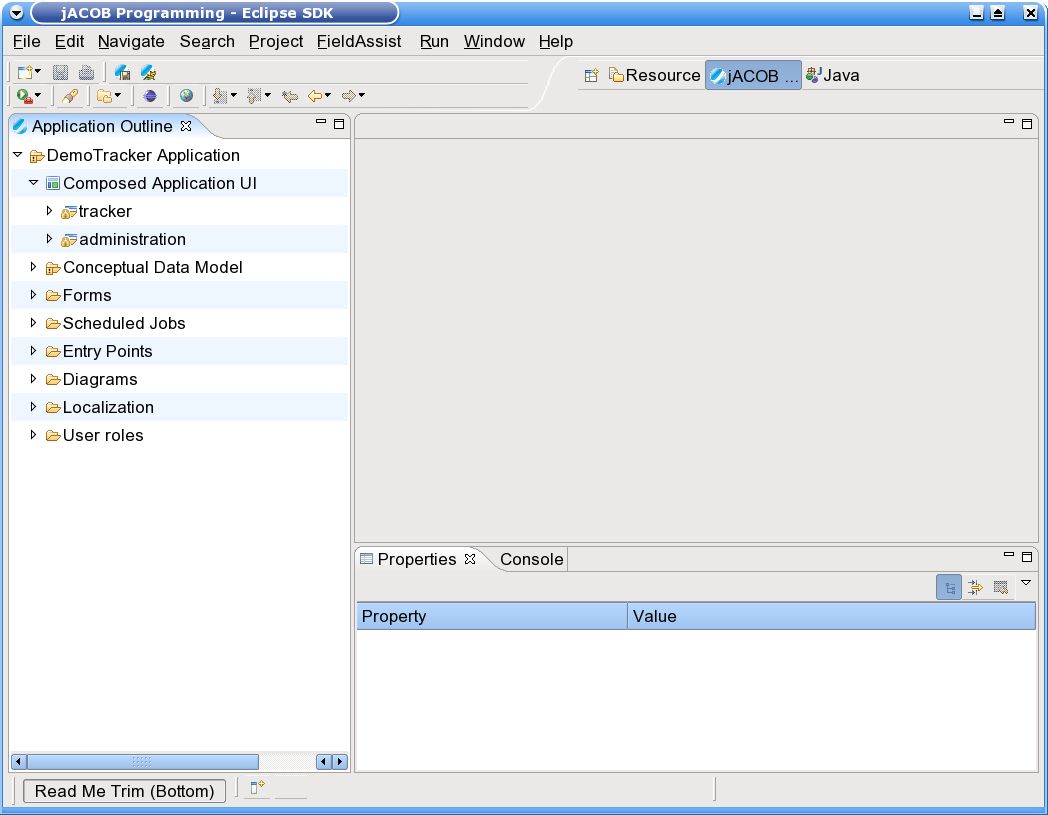 jACOB Programming - Eclipse SDK
File Edit Navigate Search Project FieldAssist Run Window Help
Resource jACOB ... Java
Application Outline
DemoTracker Application
Composed Application UI
tracker
administration
Conceptual Data Model
Forms
Scheduled Jobs
Entry Points
Diagrams
Localization
User roles
Properties Console
Property Value
Read Me Trim (Bottom)